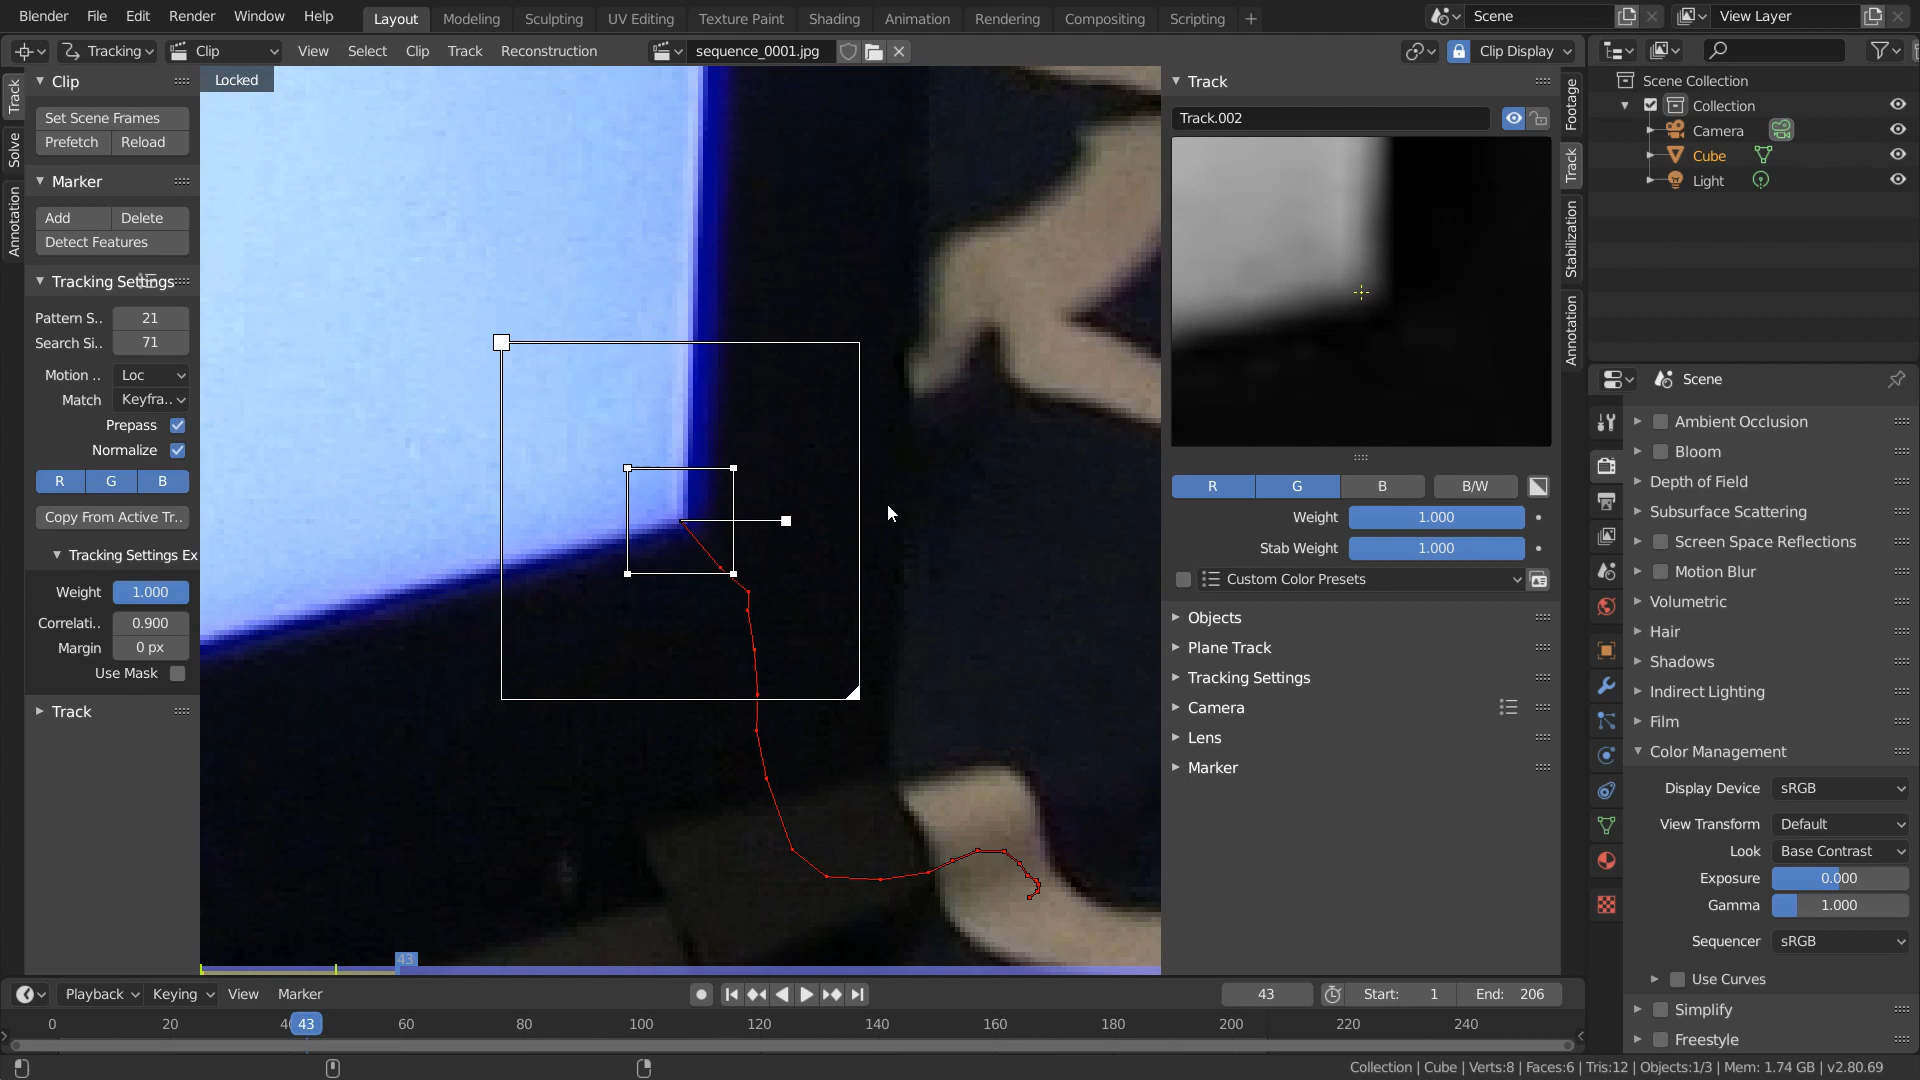 Blender File Edit Render Window Help Layout Modeling Sculpting UV Editing Texture Paint Shading Animation Rendering Compositing Scripting + Scene View Layer
Tracking Clip View Select Clip Track Reconstruction sequence_0001.jpg Clip Display
Track
Solve
Annotation
Clip
Set Scene Frames
Prefetch Reload
Marker
Add Delete
Detect Features
Tracking Settings
Pattern S.. 21
Search Si.. 71
Motion .. Loc
Match Keyfra..
Prepass
Normalize
R G B
Copy From Active Tr..
Tracking Settings Ex
Weight 1.000
Correlati.. 0.900
Margin 0 px
Use Mask
Track
Locked
43
Track
Track.002
R G B B/W
Weight 1.000
Stab Weight 1.000
Custom Color Presets
Objects
Plane Track
Tracking Settings
Camera
Lens
Marker
Footage
Track
Stabilization
Annotation
Scene Collection
Collection
Camera
Cube
Light
Scene
Ambient Occlusion
Bloom
Depth of Field
Subsurface Scattering
Screen Space Reflections
Motion Blur
Volumetric
Hair
Shadows
Indirect Lighting
Film
Color Management
Display Device sRGB
View Transform Default
Look Base Contrast
Exposure 0.000
Gamma 1.000
Sequencer sRGB
Use Curves
Simplify
Freestyle
Playback Keying View Marker 43 Start: 1 End: 206
0 20 43 60 80 100 120 140 160 180 200 220 240
Collection | Cube | Verts:8 | Faces:6 | Tris:12 | Objects:1/3 | Mem: 1.74 GB | v2.80.69